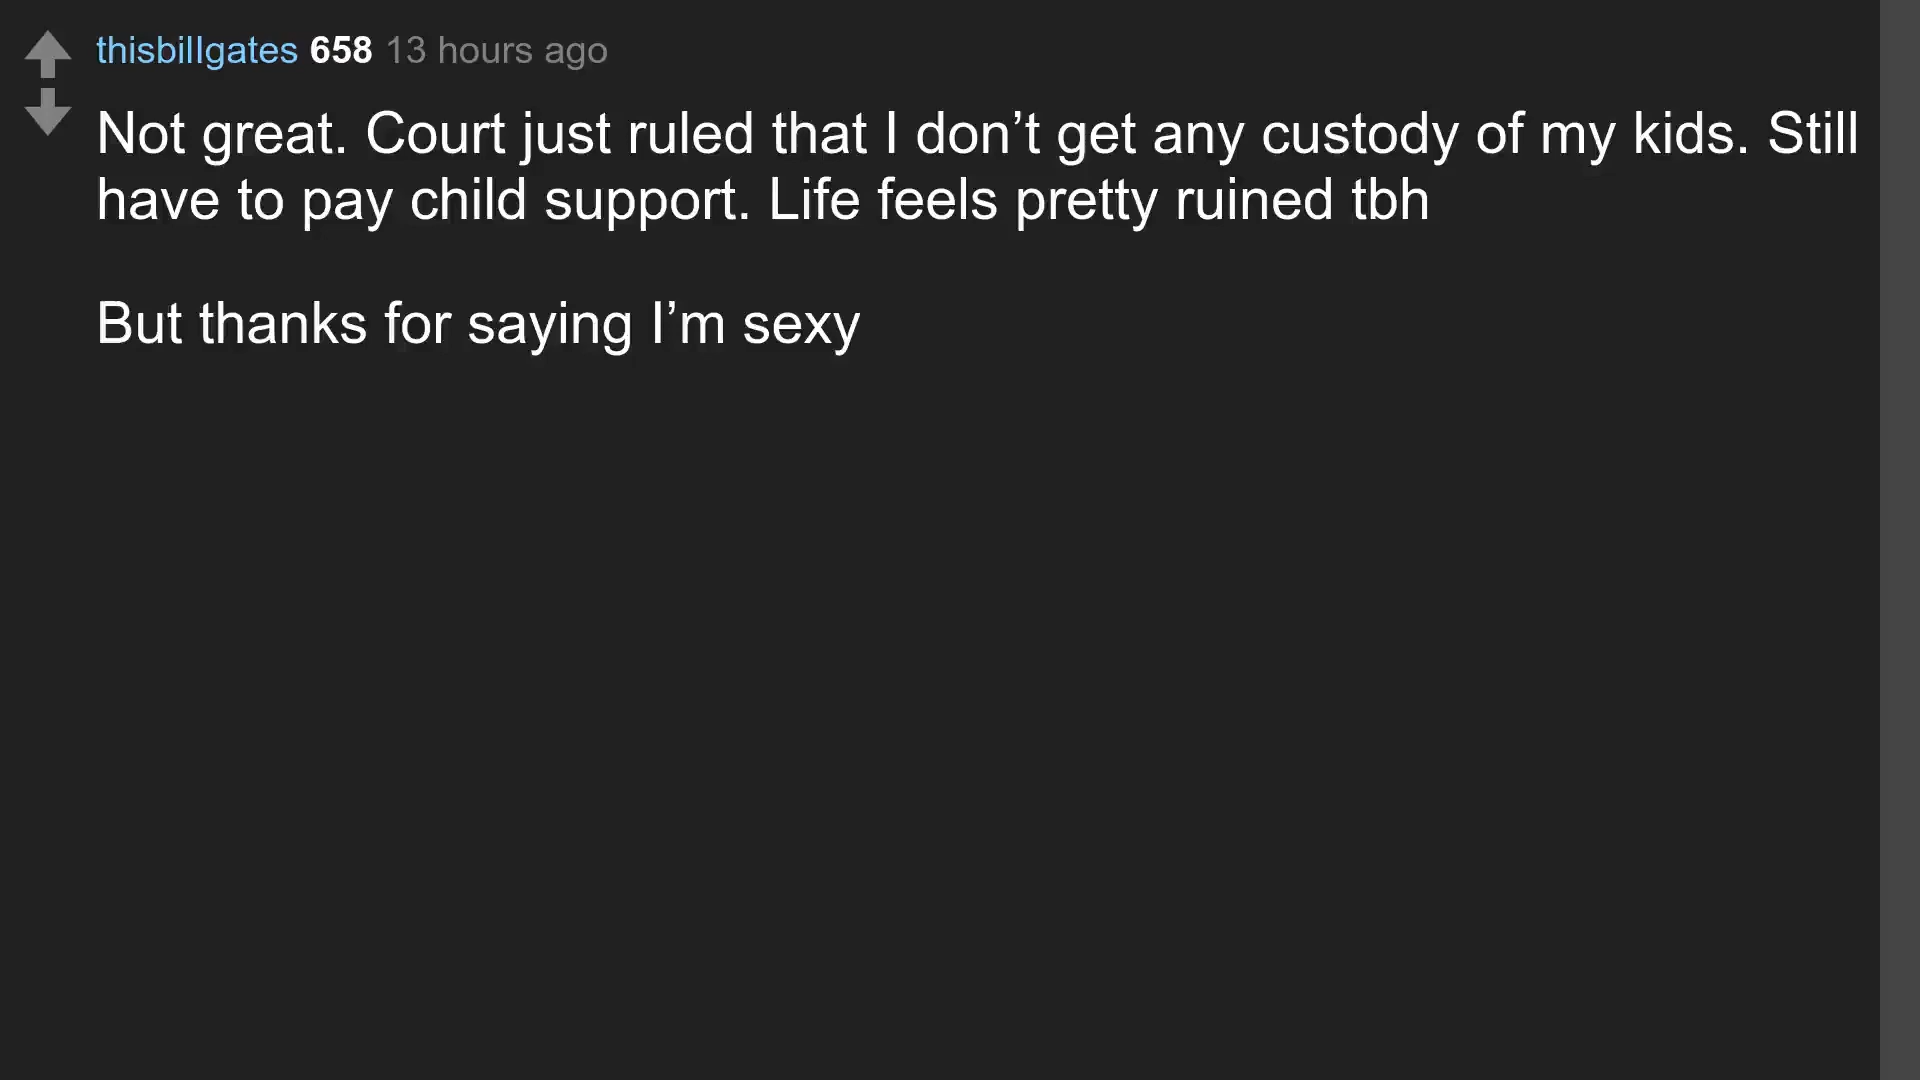 thisbillgates 658 13 hours ago
Not great. Court just ruled that I don’t get any custody of my kids. Still
have to pay child support. Life feels pretty ruined tbh
But thanks for saying I’m sexy